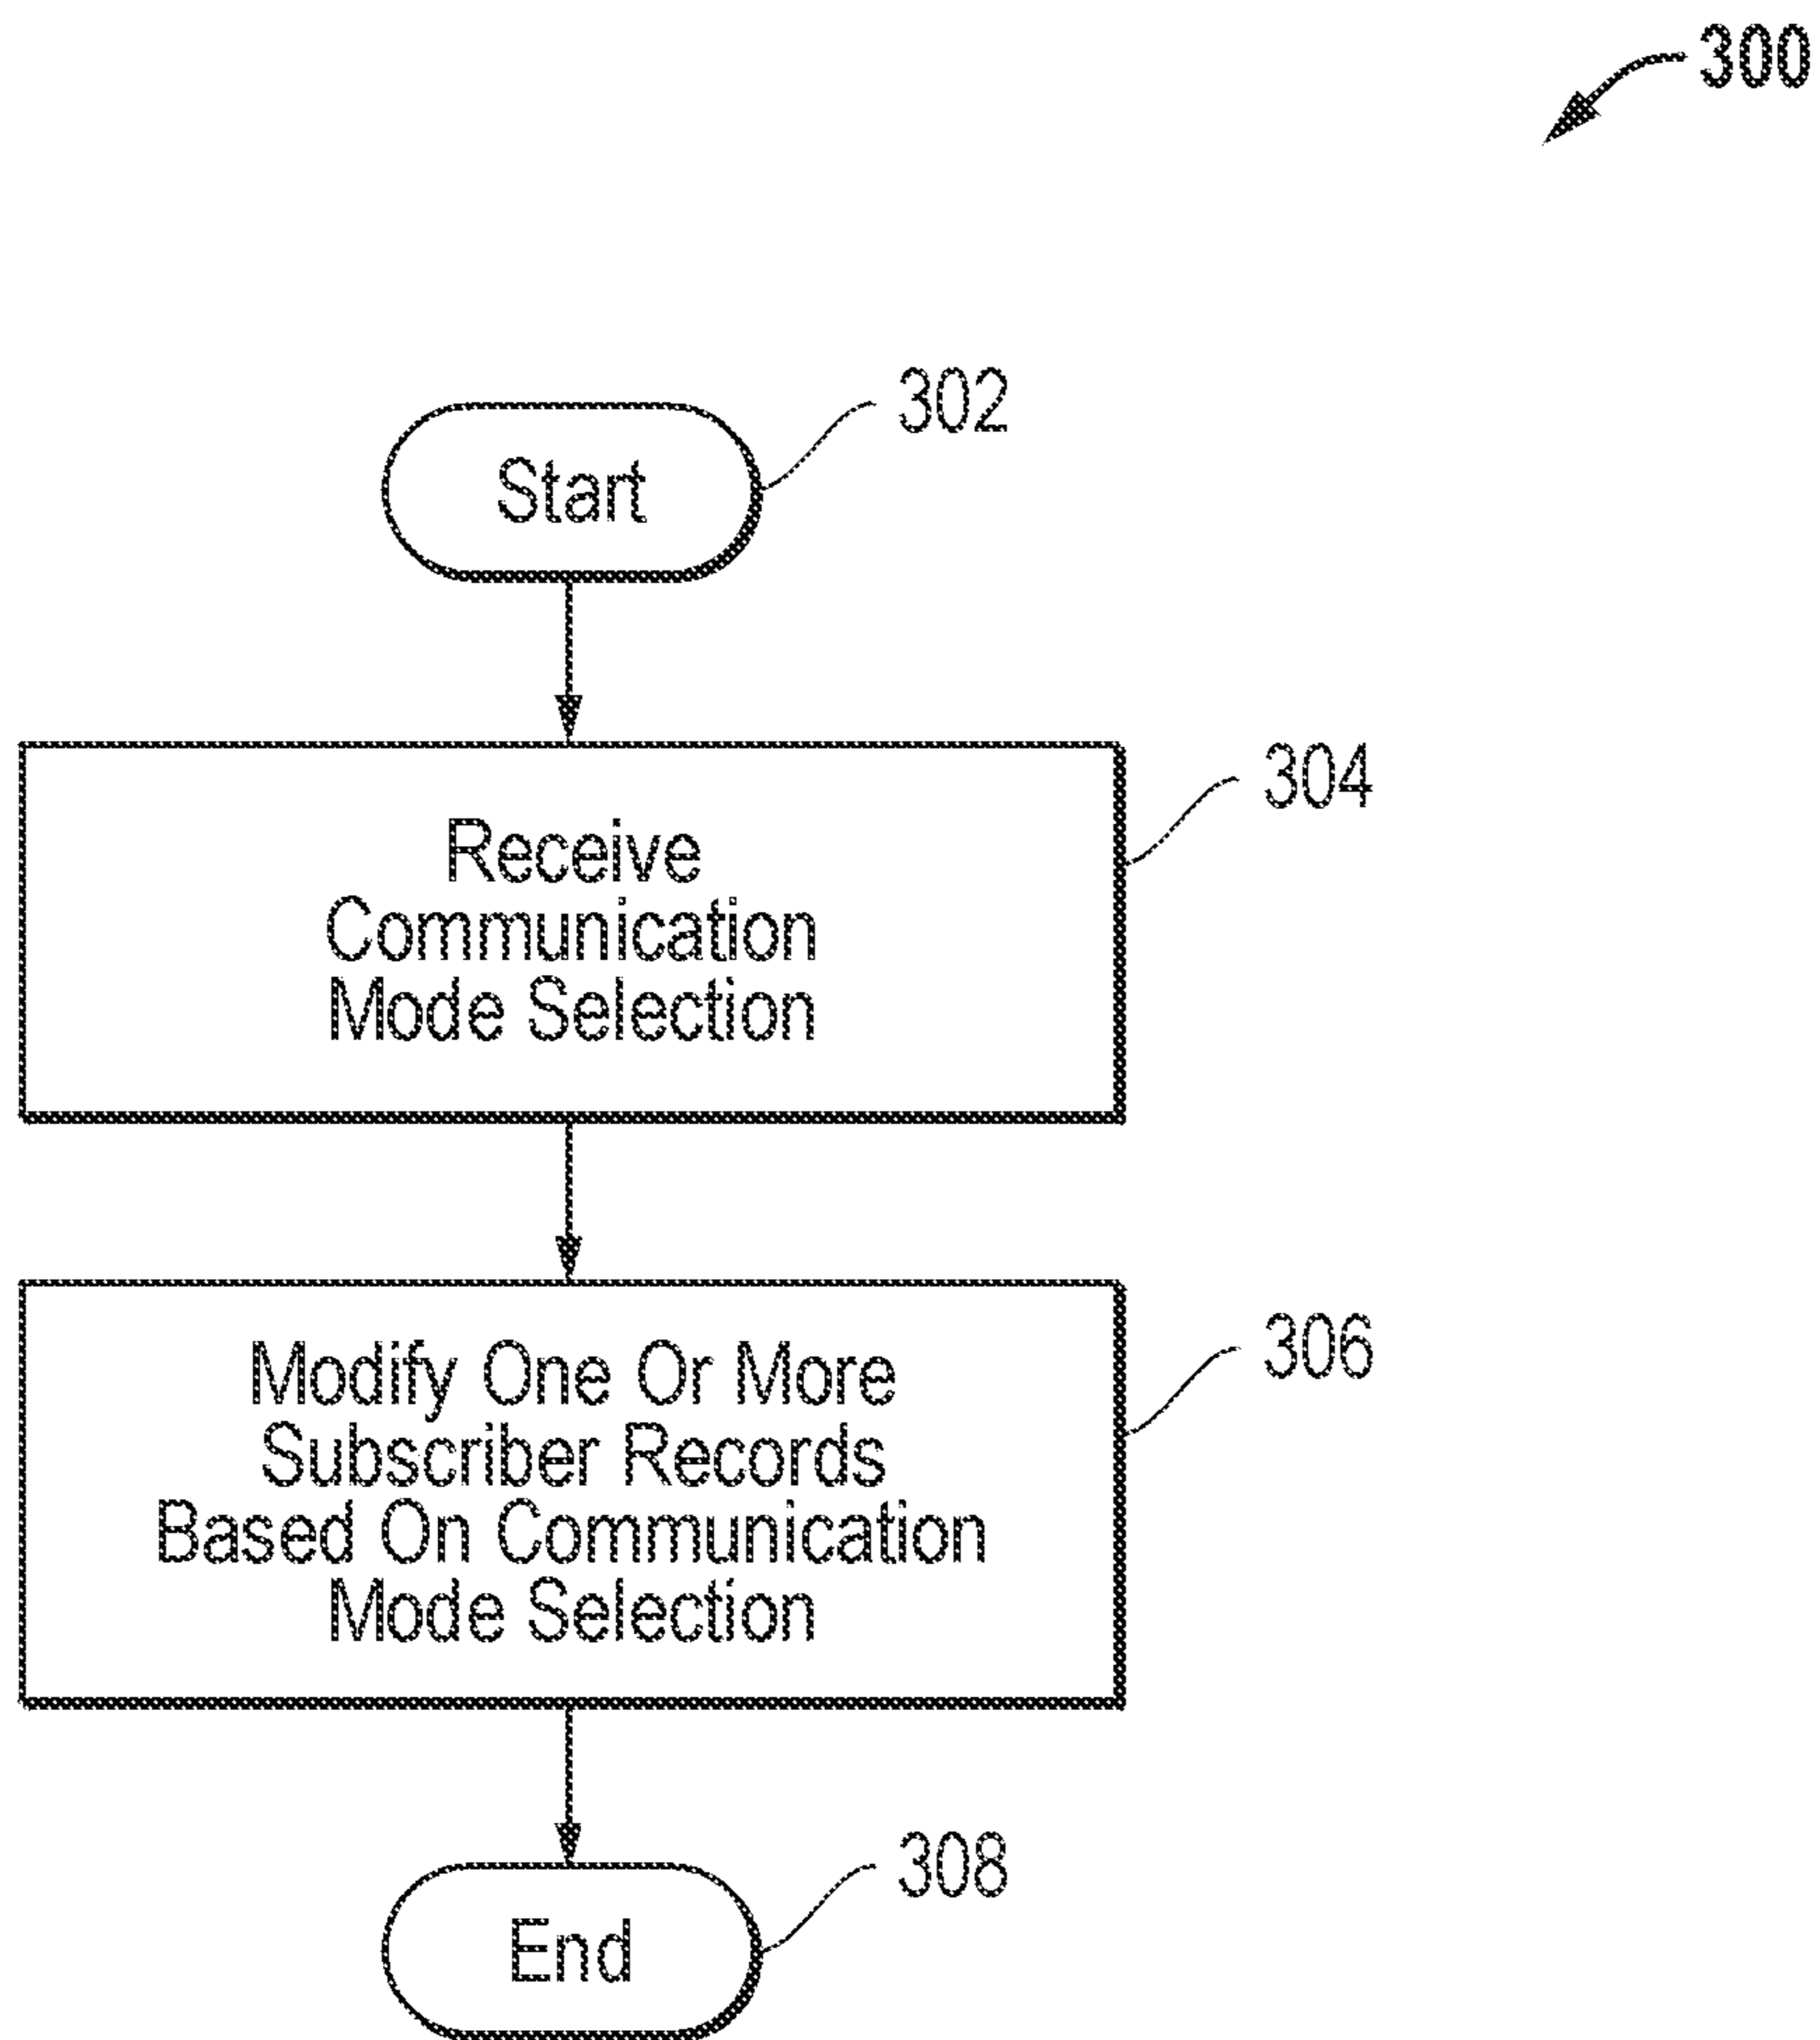 300
302
Start
304
Receive
Communication
Mode Selection
306
Modify One Or More
Subscriber Records
Based On Communication
Mode Selection
308
End